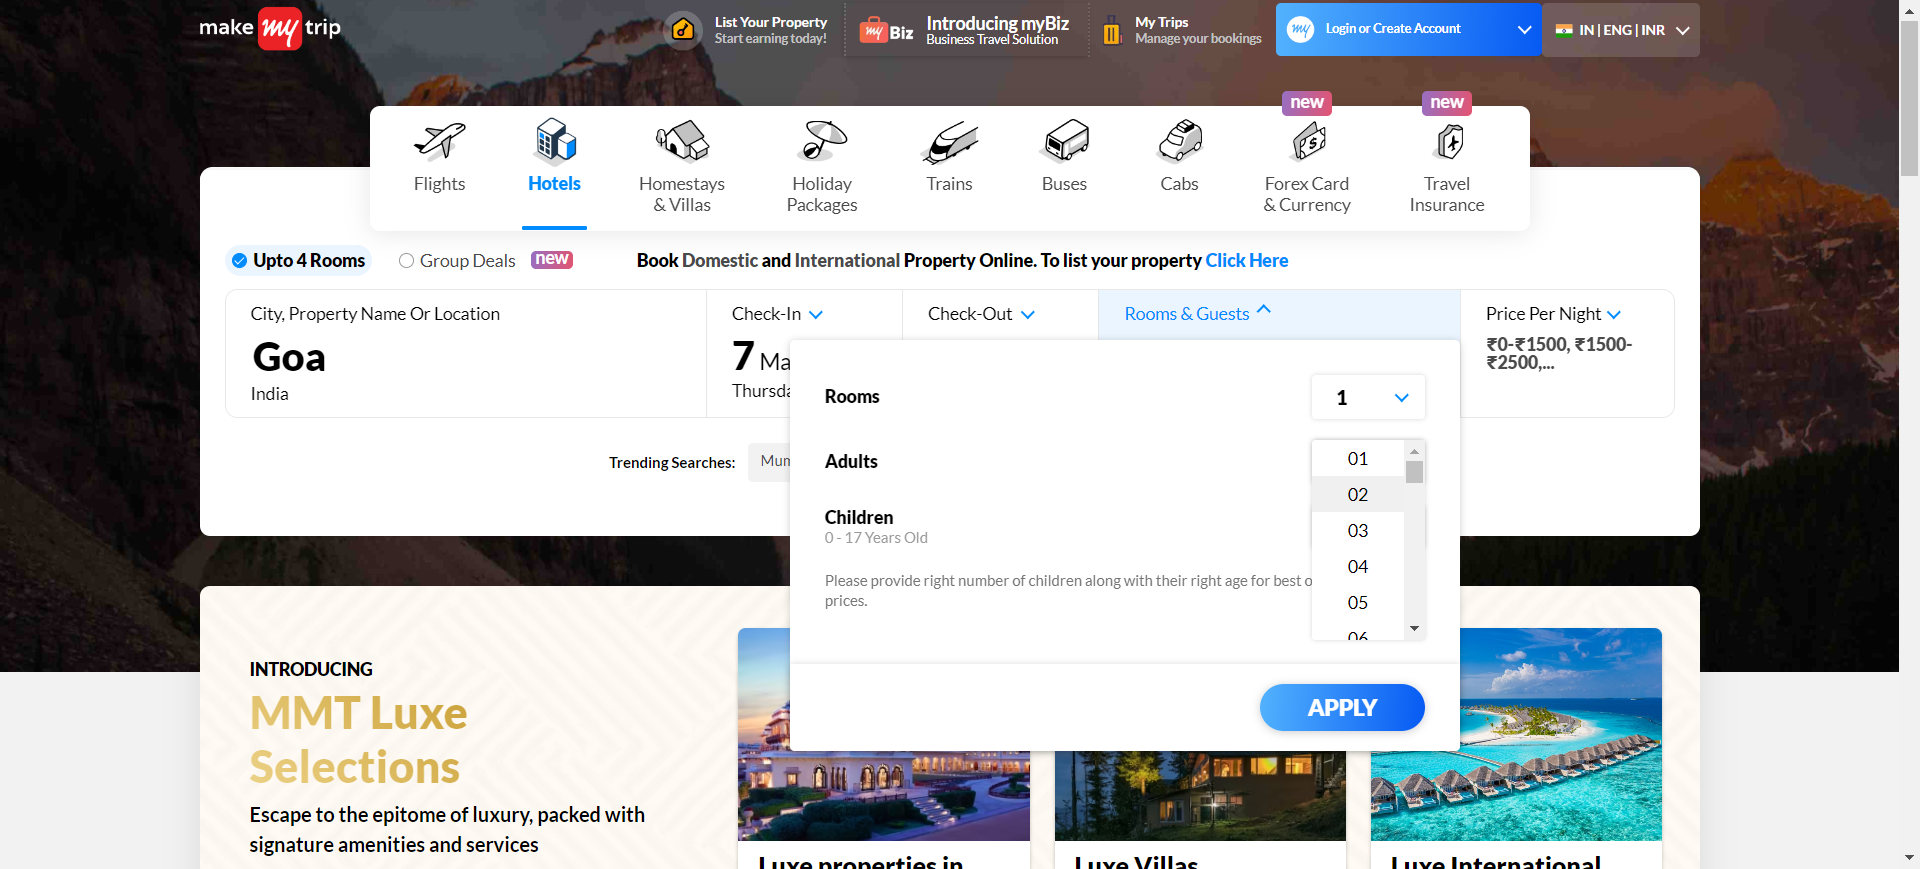 make my trip
List Your Property
Start earning today!
my Biz
Introducing myBiz
Business Travel Solution
My Trips
Manage your bookings
my
Login or Create Account
IN | ENG | INR
new
new
Flights
Hotels
Homestays
& Villas
Holiday
Packages
Trains
Buses
Cabs
Forex Card
& Currency
Travel
Insurance
Upto 4 Rooms
Group Deals
new
Book Domestic and International Property Online. To list your property Click Here
City, Property Name Or Location
Goa
India
Check-In
7 Ma
Thursda
Check-Out
Rooms & Guests
Price Per Night
₹0-₹1500, ₹1500-
₹2500,...
Rooms
1
Adults
01
02
03
04
05
06
Children
0 - 17 Years Old
Please provide right number of children along with their right age for best o
prices.
APPLY
Trending Searches:
Mum
INTRODUCING
MMT Luxe
Selections
Escape to the epitome of luxury, packed with
signature amenities and services
Luxe properties in
Luxe Villas
Luxe International